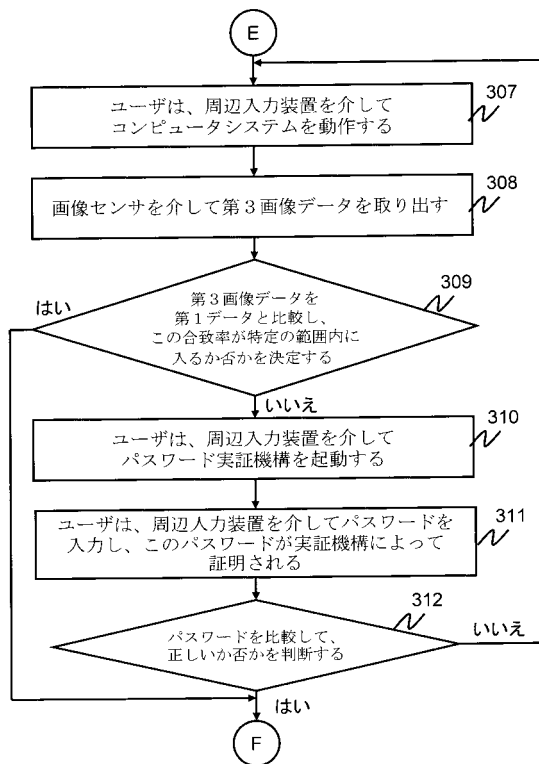 E
ユーザは、周辺入力装置を介して
コンピュータシステムを動作する
307
画像センサを介して第3画像データを取り出す
308
はい
第3画像データを
第1データと比較し、
この合致率が特定の範囲内に
入るか否かを決定する
309
いいえ
ユーザは、周辺入力装置を介して
パスワード実証機構を起動する
310
ユーザは、周辺人力装置を介してパスワードを
入力し、このパスワードが実証機構によって
証明される
311
パスワードを比較して、
正しいか否かを判断する
312
いいえ
はい
F